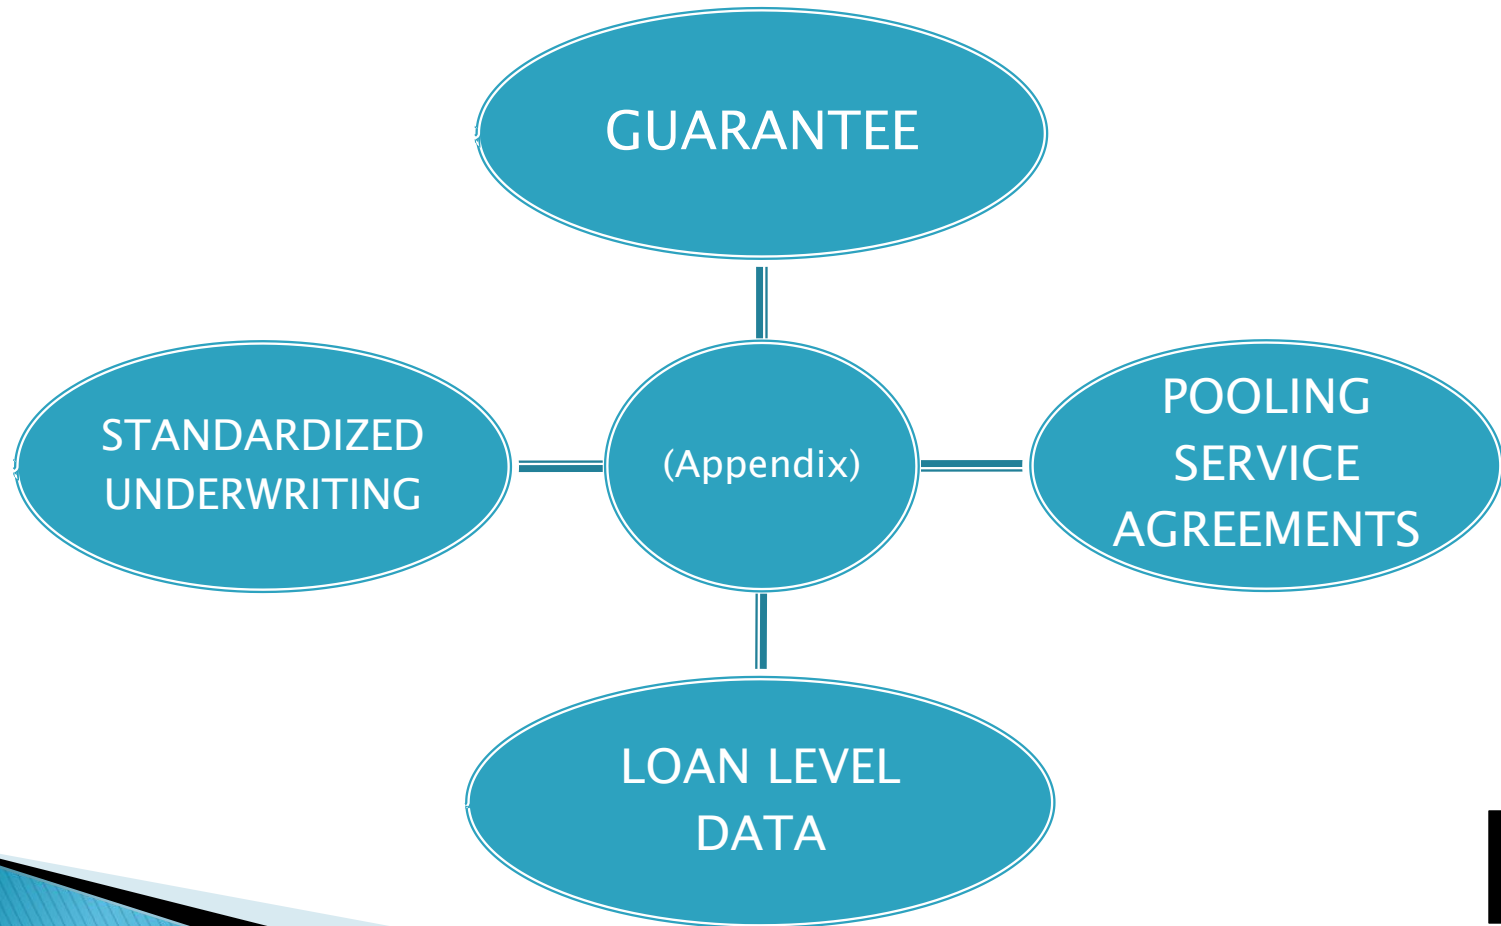 GUARANTEE
STANDARDIZED
UNDERWRITING
(Appendix)
POOLING
SERVICE
AGREEMENTS
LOAN LEVEL
DATA